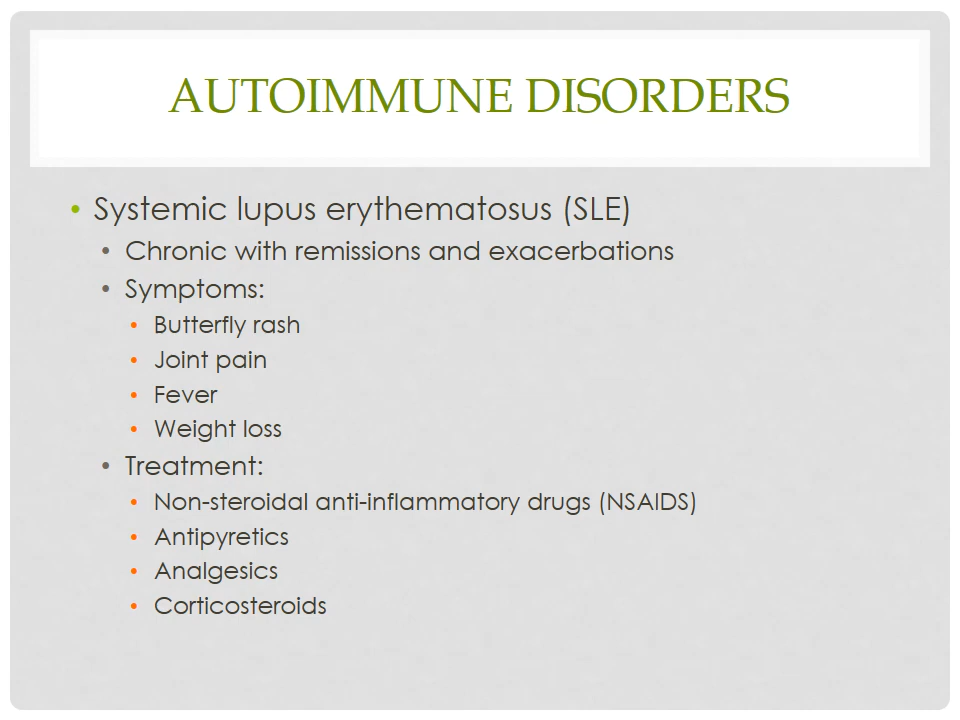 AUTOIMMUNE DISORDERS
• Systemic lupus erythematosus (SLE)
• Chronic with remissions and exacerbations
• Symptoms:
• Butterfly rash
• Joint pain
• Fever
• Weight loss
• Treatment:
• Non-steroidal anti-inflammatory drugs (NSAIDS)
• Antipyretics
• Analgesics
• Corticosteroids